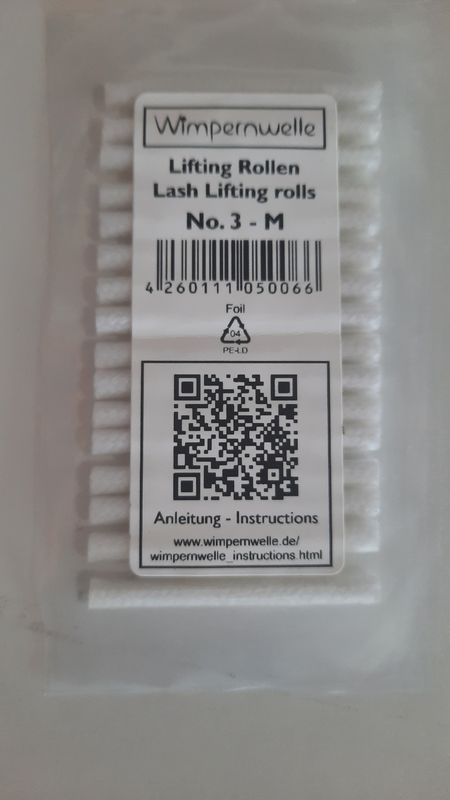 Wimpernwelle
Lifting Rollen
Lash Lifting rolls
No. 3 - M
4 260111 050066
Foil
04
PE-LD
Anleitung - Instructions
www.wimpernwelle.de/
wimpernwelle_instructions.html